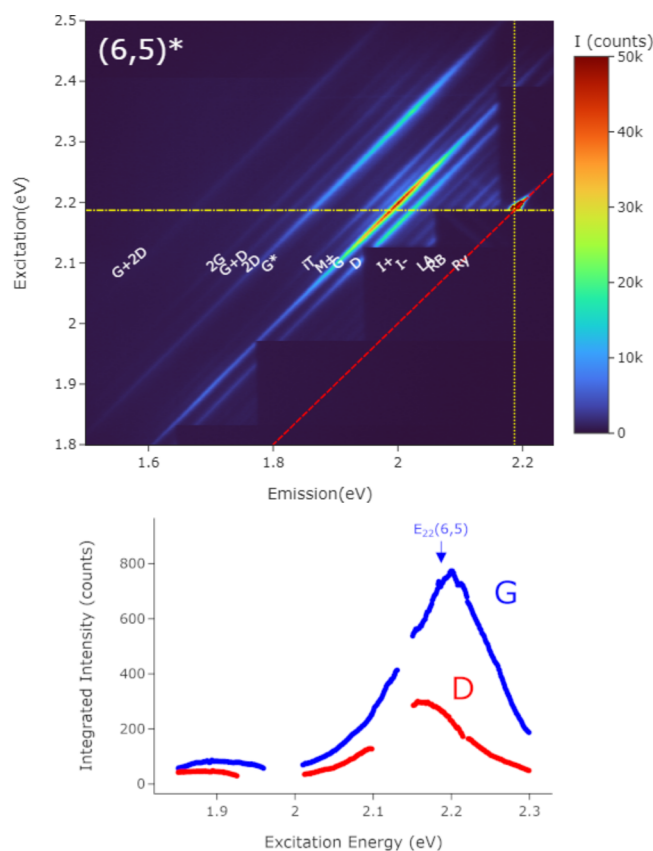 (6,5)*
I (counts)
2.5
2.4
2.3
2.2
2.1
2
1.9
1.8
Excitation(eV)
G+2D
2G
G+D
2D
G*
IT
M+
G
D
I+
I-
LA
RB
Ry
1.6
1.8
2
2.2
Emission(eV)
50k
40k
30k
20k
10k
0
E22(6,5)
G
D
800
600
400
200
0
Integrated Intensity (counts)
1.9
2
2.1
2.2
2.3
Excitation Energy (eV)